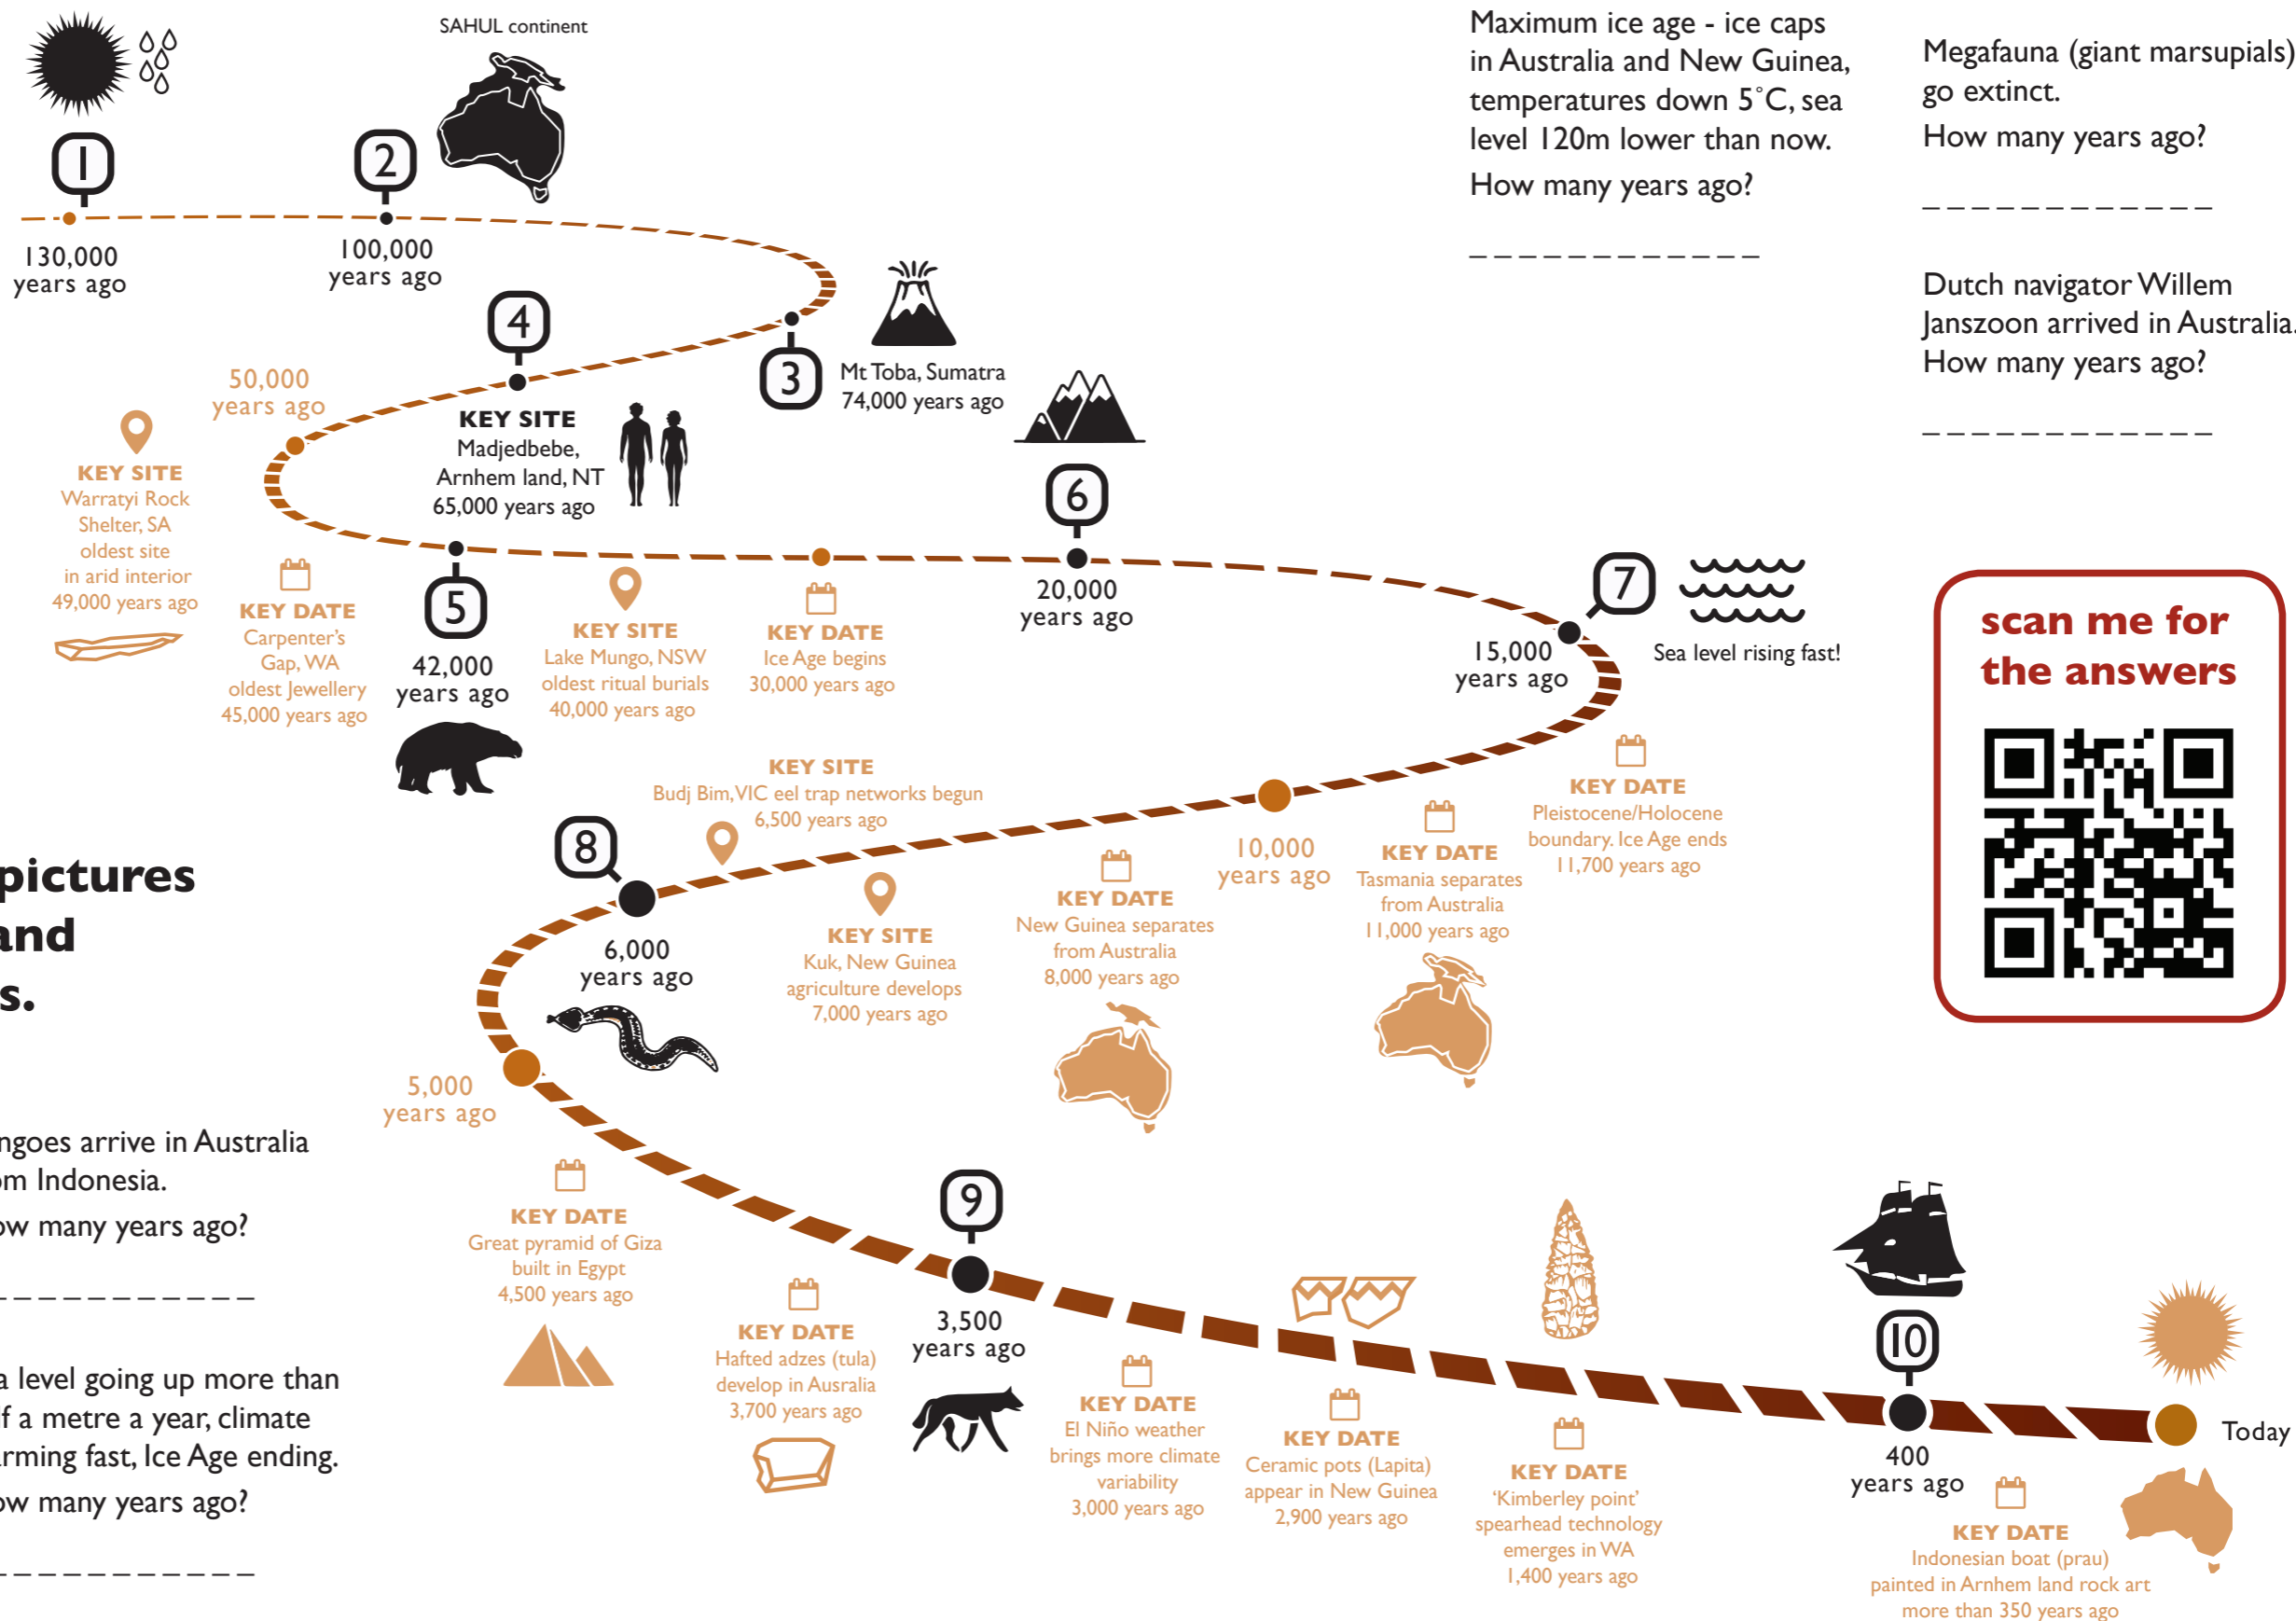 SAHUL continent
1
130,000
years ago
2
100,000
years ago
Maximum ice age - ice caps
in Australia and New Guinea,
temperatures down 5°C, sea
level 120m lower than now.
How many years ago?
____________
Megafauna (giant marsupials)
go extinct.
How many years ago?
____________
Dutch navigator Willem
Janszoon arrived in Australia.
How many years ago?
____________
3
Mt Toba, Sumatra
74,000 years ago
4
KEY SITE
Madjedbebe,
Arnhem land, NT
65,000 years ago
50,000
years ago
KEY SITE
Warratyi Rock
Shelter, SA
oldest site
in arid interior
49,000 years ago
KEY DATE
Carpenter's
Gap, WA
oldest Jewellery
45,000 years ago
5
42,000
years ago
KEY SITE
Lake Mungo, NSW
oldest ritual burials
40,000 years ago
KEY DATE
Ice Age begins
30,000 years ago
6
20,000
years ago
7
15,000
years ago
Sea level rising fast!
scan me for
the answers
KEY DATE
Pleistocene/Holocene
boundary. Ice Age ends
11,700 years ago
KEY DATE
Tasmania separates
from Australia
11,000 years ago
10,000
years ago
KEY DATE
New Guinea separates
from Australia
8,000 years ago
KEY SITE
Kuk, New Guinea
agriculture develops
7,000 years ago
KEY SITE
Budj Bim, VIC eel trap networks begun
6,500 years ago
8
6,000
years ago
pictures
and
s.
5,000
years ago
ngoes arrive in Australia
om Indonesia.
ow many years ago?
___________
a level going up more than
lf a metre a year, climate
arming fast, Ice Age ending.
ow many years ago?
___________
KEY DATE
Great pyramid of Giza
built in Egypt
4,500 years ago
KEY DATE
Hafted adzes (tula)
develop in Ausralia
3,700 years ago
9
3,500
years ago
KEY DATE
El Niño weather
brings more climate
variability
3,000 years ago
KEY DATE
Ceramic pots (Lapita)
appear in New Guinea
2,900 years ago
KEY DATE
'Kimberley point'
spearhead technology
emerges in WA
1,400 years ago
10
400
years ago
KEY DATE
Indonesian boat (prau)
painted in Arnhem land rock art
more than 350 years ago
Today